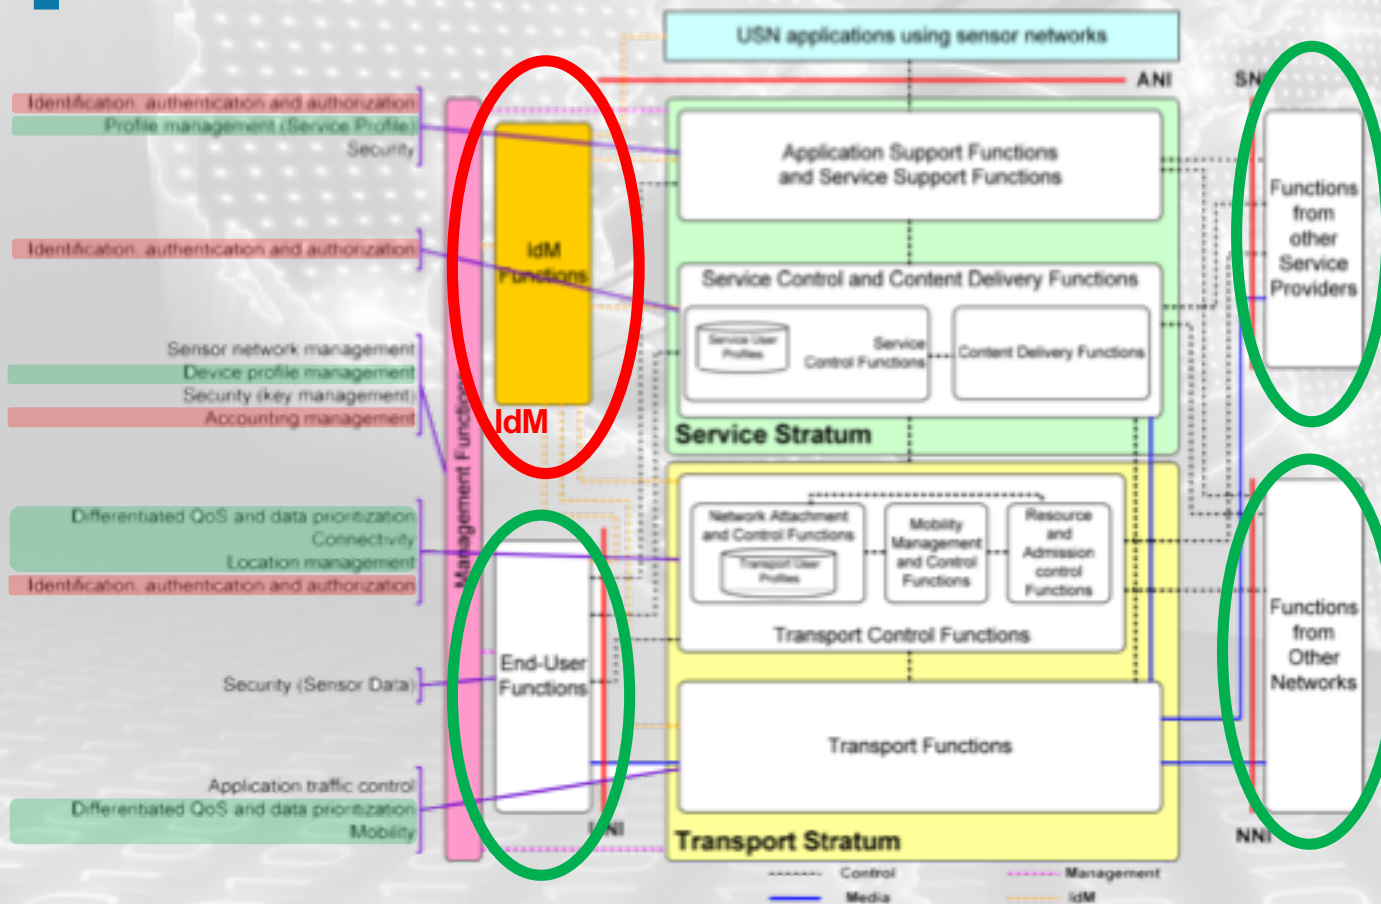 USN applications using sensor networks
ANI
Identification, authentication and authorization
Profile management (Service Profile)
Security
Identification, authentication and authorization
Sensor network management
Device profile management
Security (key management)
Accounting management
Differentiated QoS and data prioritization
Connectivity
Location management
Identification, authentication and authorization
Security (Sensor Data)
Application traffic control
Differentiated QoS and data prioritization
Mobility
Management Functions
IdM
Functions
IdM
End-User
Functions
Application Support Functions
and Service Support Functions
Service Control and Content Delivery Functions
Service User
Profiles
Service
Control Functions
Content Delivery Functions
Service Stratum
Network Attachment
and Control Functions
Transport User
Profiles
Mobility
Management
and Control
Functions
Resource
and
Admission
control
Functions
Transport Control Functions
Transport Functions
Transport Stratum
Functions
from
other
Service
Providers
Functions
from
Other
Networks
NNI
Control
Management
Media
IdM